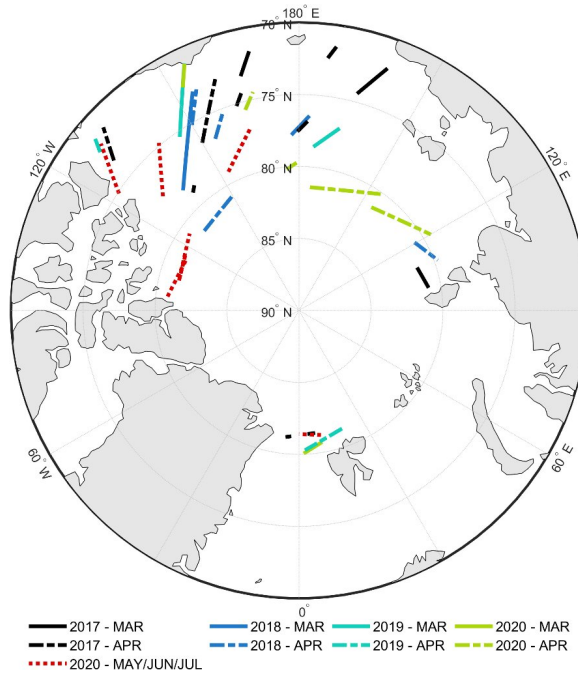 180°E
70°N
75°N
80°N
85°N
90°N
120°W
120°E
60°W
60°E
0°
2017 - MAR
2018 - MAR
2019 - MAR
2020 - MAR
2017 - APR
2018 - APR
2019 - APR
2020 - APR
2020 - MAY/JUN/JUL